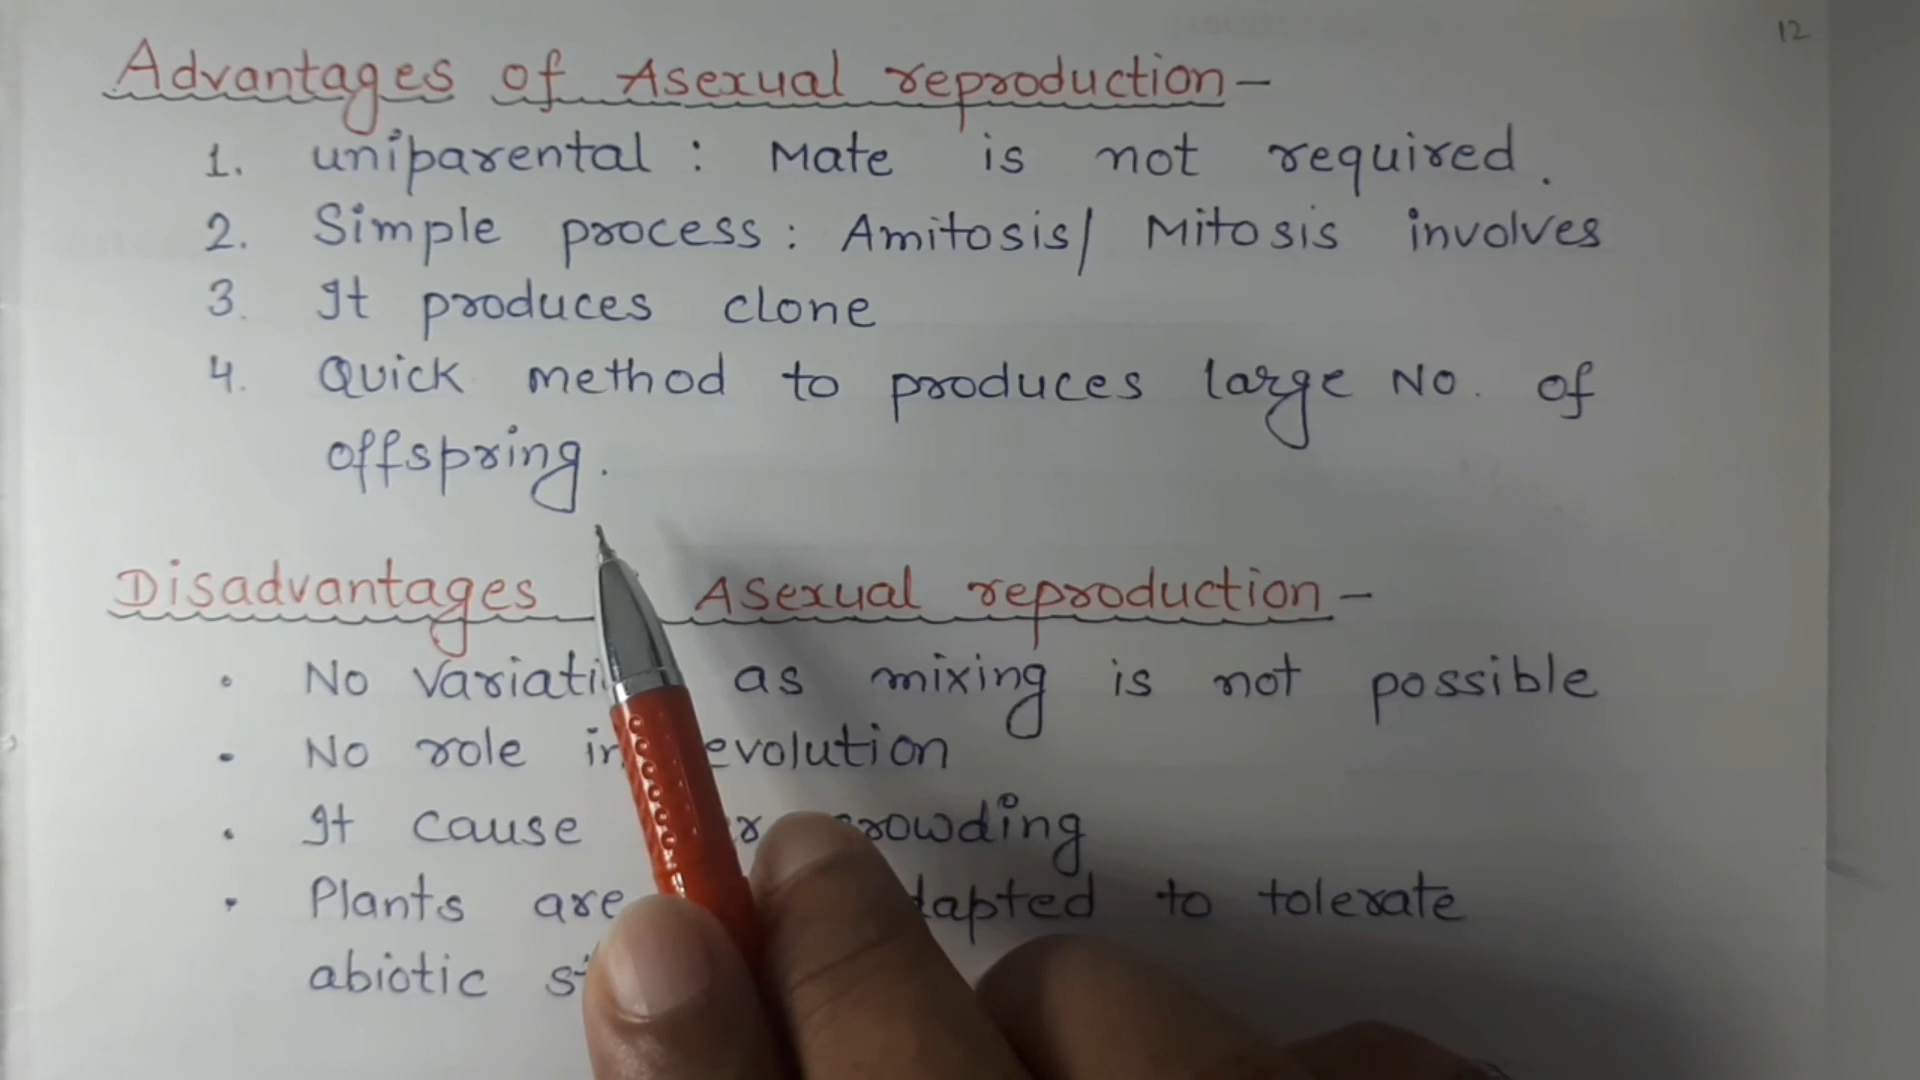 12
Advantages of Asexual reproduction-
1. uniparental : Mate is not required.
2. Simple process : Amitosis/ Mitosis involves
3. It produces clone
4. Quick method to produces large No. of
offspring.
Disadvantages Asexual reproduction-
• No as mixing is not possible
• No role in evolution
• It cause
• Plants are to tolerate
abiotic